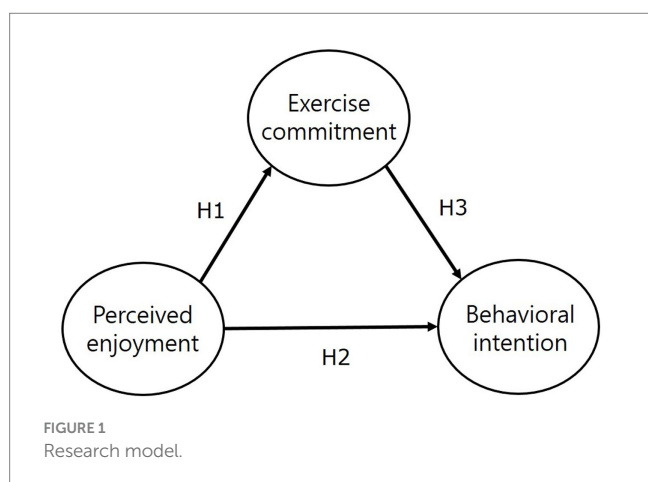 Exercise
commitment
H1
H3
Perceived
enjoyment
Behavioral
intention
H2
FIGURE 1
Research model.